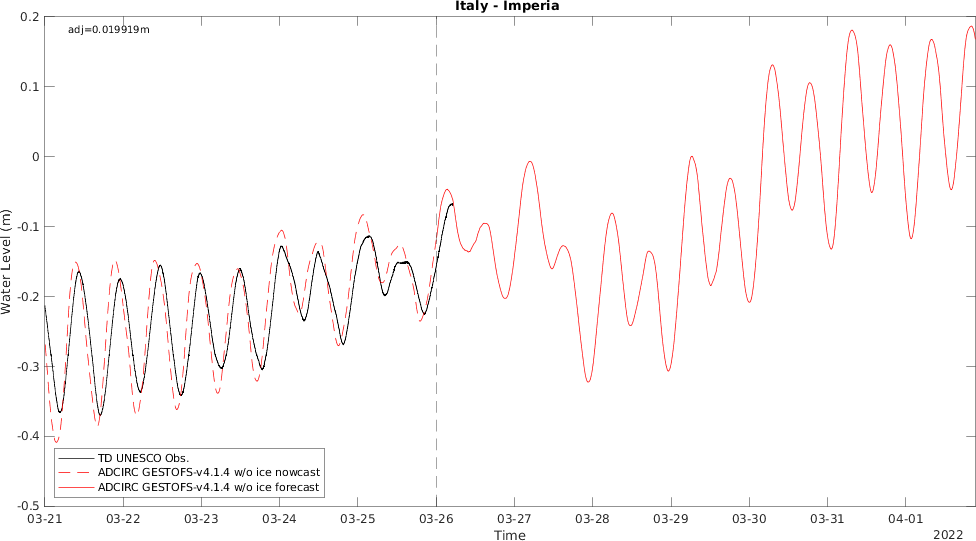 Italy - Imperia
adj=0.019919m
Water Level (m)
0.2
0.1
0
-0.1
-0.2
-0.3
-0.4
-0.5
TD UNESCO Obs.
ADCIRC GESTOFS-v4.1.4 w/o ice nowcast
ADCIRC GESTOFS-v4.1.4 w/o ice forecast
03-21 03-22 03-23 03-24 03-25 03-26 03-27 03-28 03-29 03-30 03-31 04-01
Time
2022